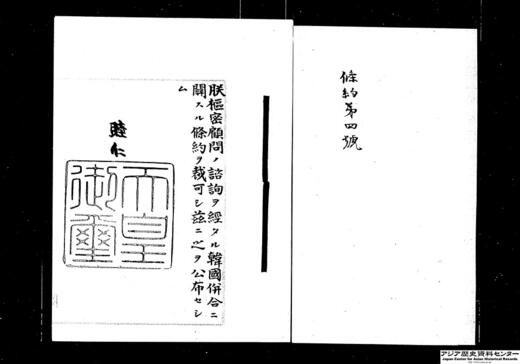 條約第四號
朕樞密顧問ノ諮詢ヲ經タル韓國併合ニ
關スル條約ヲ裁可シ茲ニ之ヲ公布セシ
ム
睦仁
天皇
御璽
アジア歴史資料センター
Japan Center for Asian Historical Records